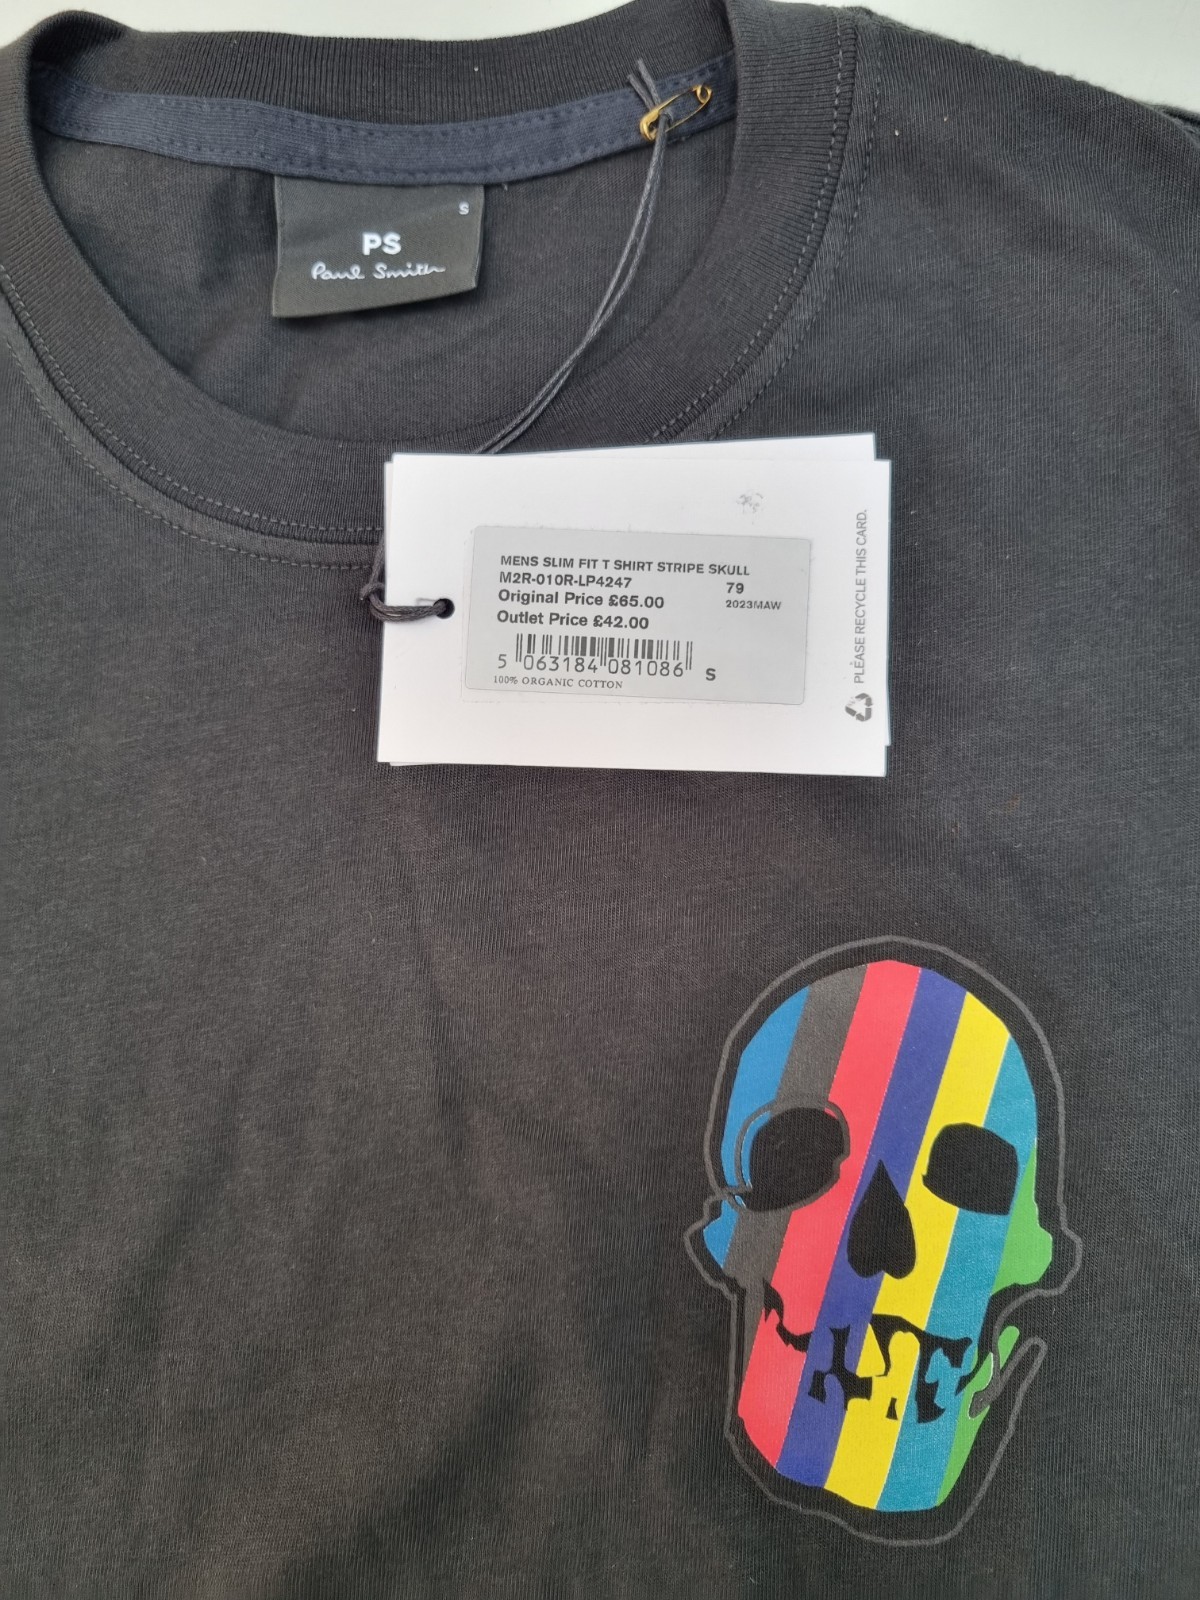 S
PS
Paul Smith
MENS SLIM FIT T SHIRT STRIPE SKULL
M2R-010R-LP4247 79
Original Price £65.00 2023MAW
Outlet Price £42.00
5 063184 081086 S
100% ORGANIC COTTON
PLEASE RECYCLE THIS CARD.